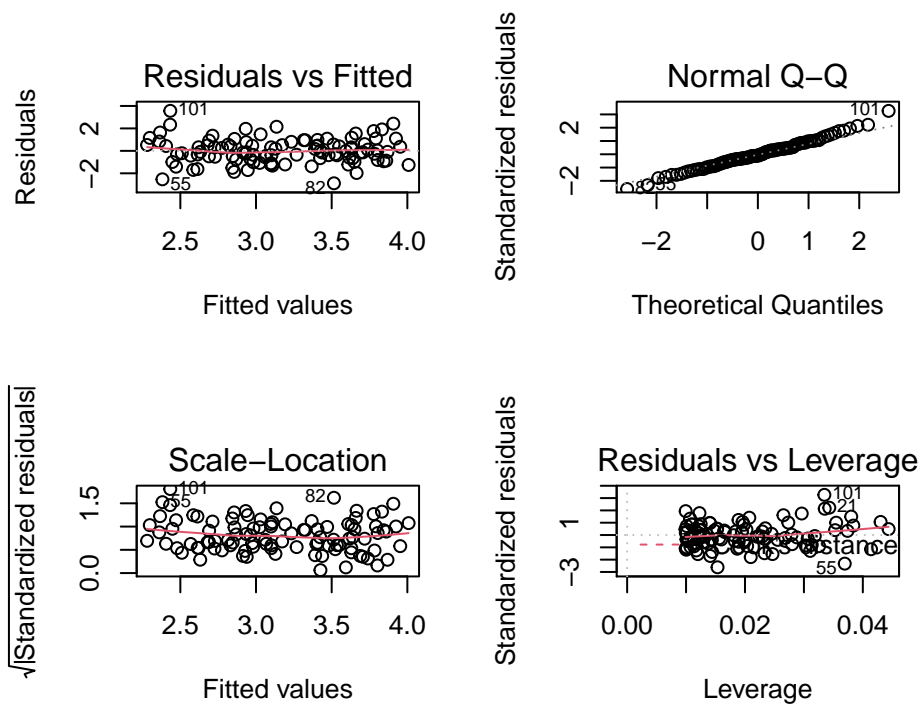 Residuals vs Fitted
Residuals
2
−2
101
55
82
2.5 3.0 3.5 4.0
Fitted values
Normal Q−Q
Standardized residuals
2
−2
101
55
−2 0 1 2
Theoretical Quantiles
Scale−Location
√|Standardized residuals|
1.5
0.0
101
55
82
2.5 3.0 3.5 4.0
Fitted values
Residuals vs Leverage
Standardized residuals
1
−3
101
21
distance
55
0.00 0.02 0.04
Leverage